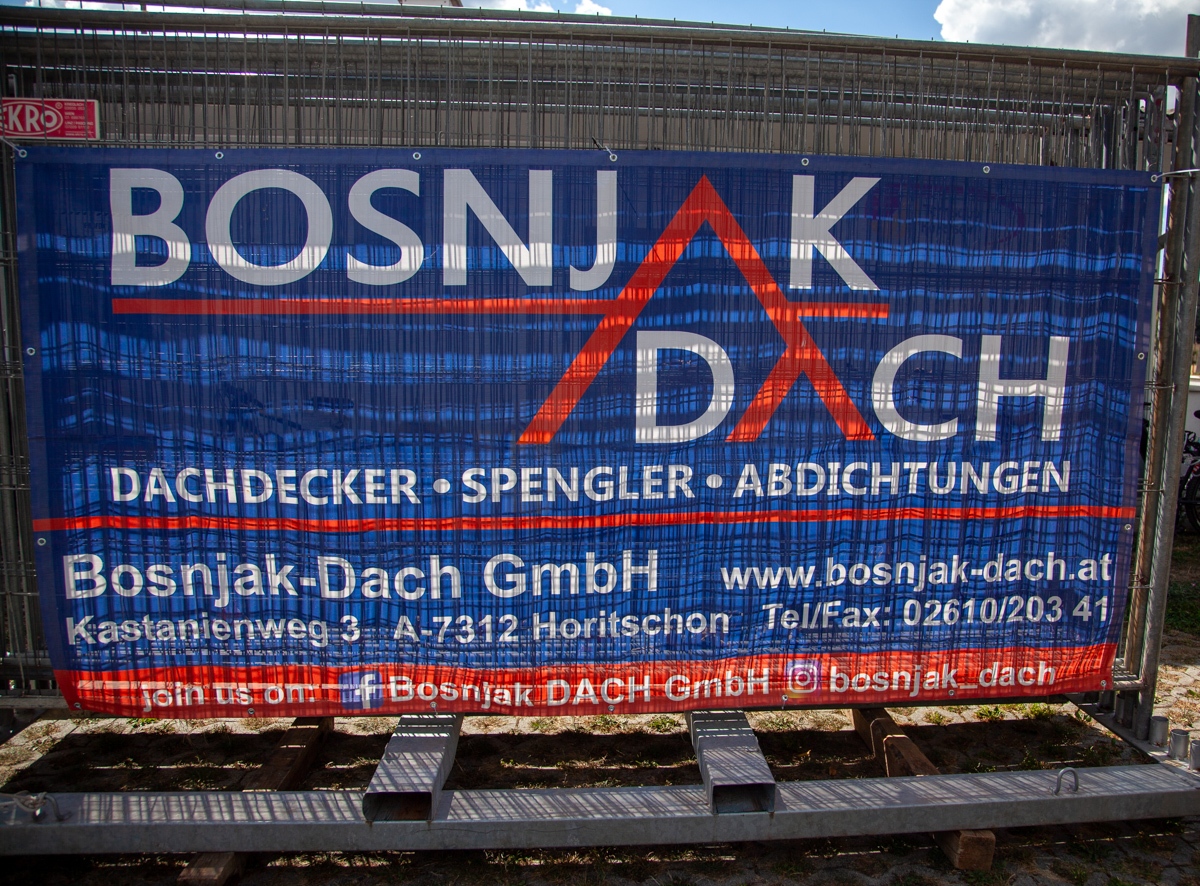 EKRO
BOSNJAK
DACH
DACHDECKER • SPENGLER • ABDICHTUNGEN
Bosnjak-Dach GmbH www.bosnjak-dach.at
Kastanienweg 3 A-7312 Horitschon Tel/Fax: 02610/203 41
join us on: Bosnjak DACH GmbH bosnjak_dach